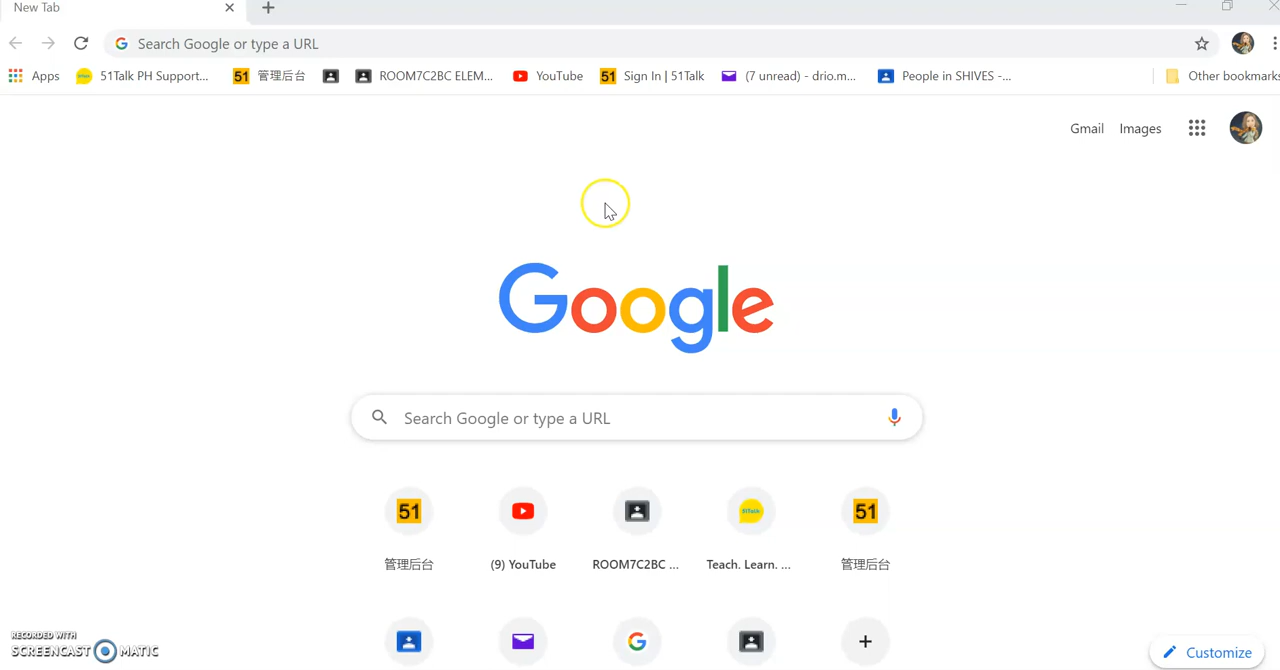 New Tab
Search Google or type a URL
Apps 51Talk PH Support... 51 管理后台 ROOM7C2BC ELEM... YouTube 51 Sign In | 51Talk (7 unread) - drio.m... People in SHIVES -... Other bookmarks
Gmail Images
Google
Search Google or type a URL
51 51Talk 51
管理后台 (9) YouTube ROOM7C2BC ... Teach. Learn. ... 管理后台
RECORDED WITH
SCREENCAST MATIC
Customize